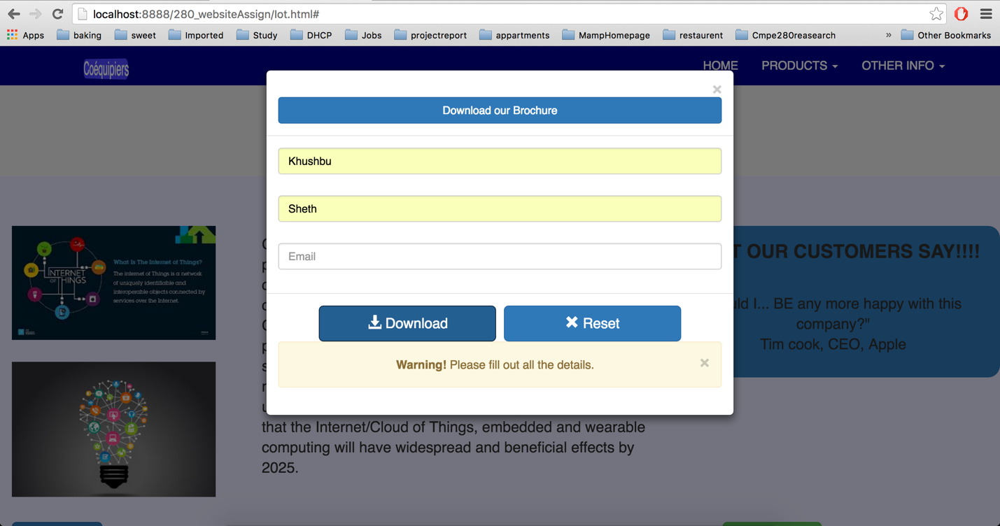 localhost:8888/280_websiteAssign/Iot.html#
Apps baking sweet Imported Study DHCP Jobs projectreport appartments MampHomepage restaurent Cmpe280reasearch » Other Bookmarks
Coéquipiers
HOME PRODUCTS OTHER INFO
×
Download our Brochure
Khushbu
Sheth
Email
Download
Reset
Warning! Please fill out all the details.
×
What Is The Internet of Things?
The internet of Things is a network
of uniquely identifiable and
interoperable objects connected by
services over the Internet.
INTERNET
OF THINGS
that the Internet/Cloud of Things, embedded and wearable
computing will have widespread and beneficial effects by
2025.
T OUR CUSTOMERS SAY!!!!
uld I... BE any more happy with this
company?"
Tim cook, CEO, Apple